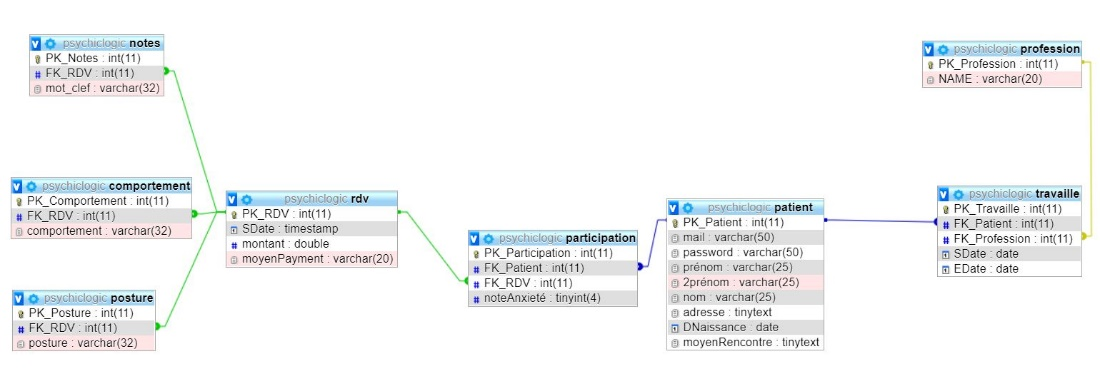 psychiclogic notes
PK_Notes : int(11)
FK_RDV : int(11)
mot_clef : varchar(32)
psychiclogic comportement
PK_Comportement : int(11)
FK_RDV : int(11)
comportement : varchar(32)
psychiclogic posture
PK_Posture : int(11)
FK_RDV : int(11)
posture : varchar(32)
psychiclogic rdv
PK_RDV : int(11)
SDate : timestamp
montant : double
moyenPayment : varchar(20)
psychiclogic participation
PK_Participation : int(11)
FK_Patient : int(11)
FK_RDV : int(11)
noteAnxieté : tinyint(4)
psychiclogic patient
PK_Patient : int(11)
mail : varchar(50)
password : varchar(50)
prénom : varchar(25)
2prénom : varchar(25)
nom : varchar(25)
adresse : tinytext
DNaissance : date
moyenRencontre : tinytext
psychiclogic profession
PK_Profession : int(11)
NAME : varchar(20)
psychiclogic travaille
PK_Travaille : int(11)
FK_Patient : int(11)
FK_Profession : int(11)
SDate : date
EDate : date